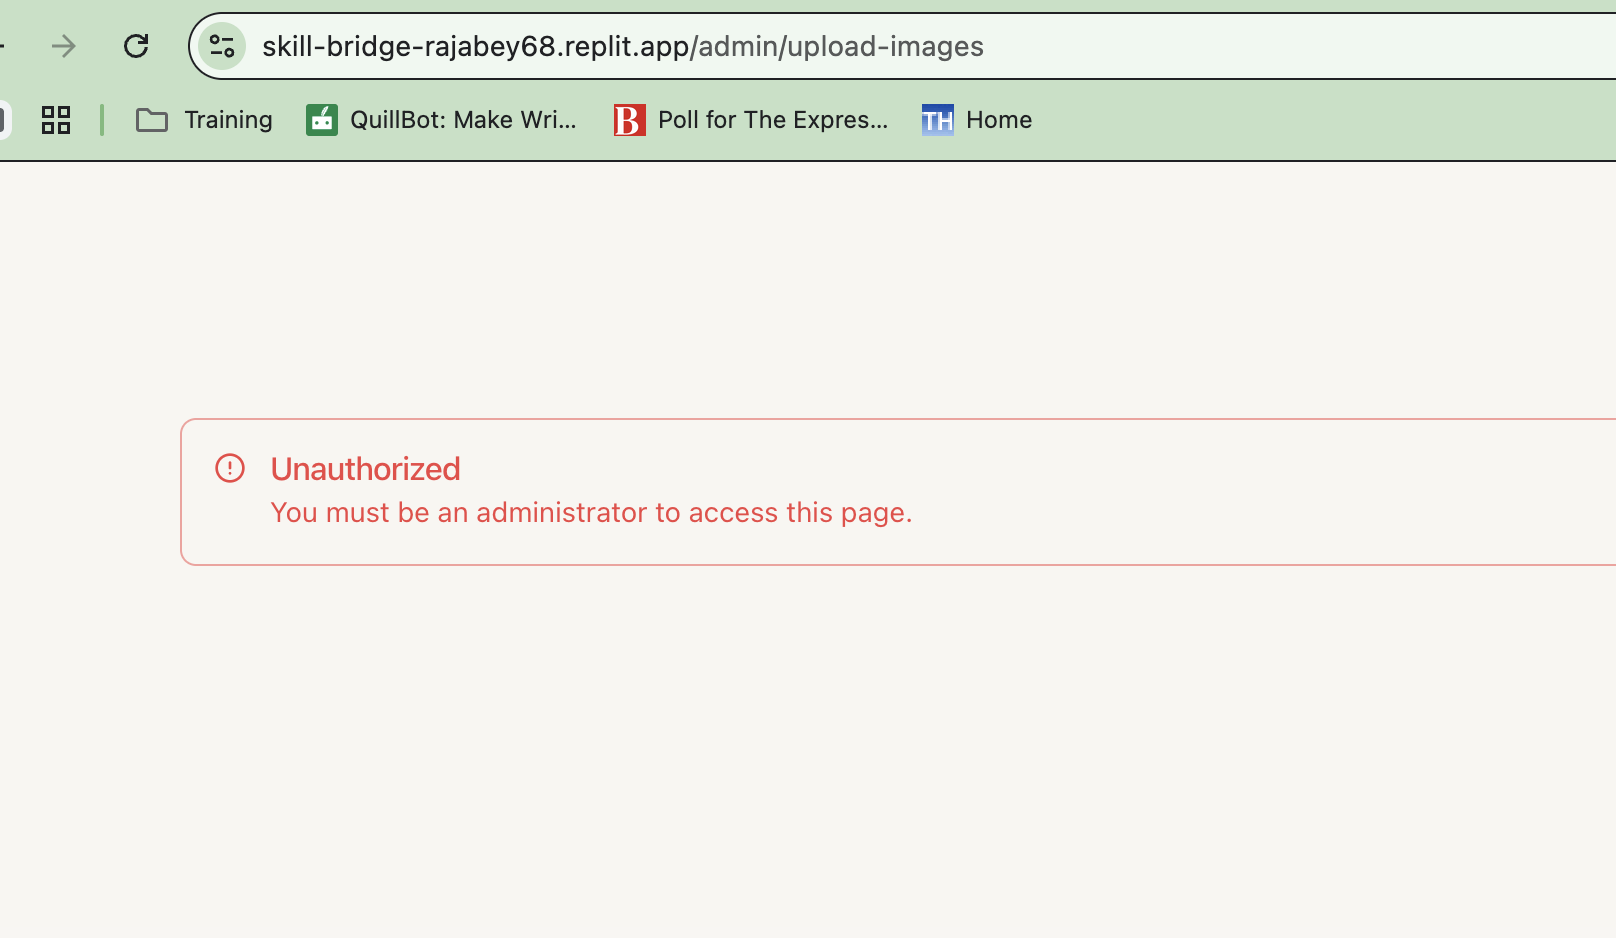 skill-bridge-rajabey68.replit.app/admin/upload-images
Training QuillBot: Make Wri... B Poll for The Expres... TH Home
Unauthorized
You must be an administrator to access this page.